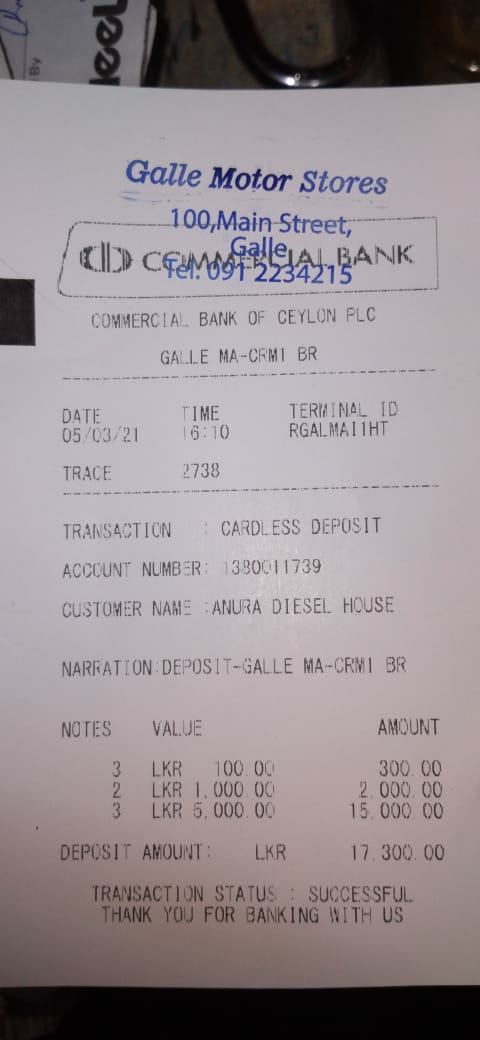 By
Galle Motor Stores
100,Main Street,
Galle
Tel: 091 2234215
COMMERCIAL BANK
COMMERCIAL BANK OF CEYLON PLC
GALLE MA-CRM1 BR
DATE TIME TERMINAL ID
05/03/21 16:10 RGALMAI1HT
TRACE 2738
TRANSACTION : CARDLESS DEPOSIT
ACCOUNT NUMBER: 1380011739
CUSTOMER NAME :ANURA DIESEL HOUSE
NARRATION:DEPOSIT-GALLE MA-CRM1 BR
NOTES VALUE AMOUNT
3 LKR 100.00 300.00
2 LKR 1,000.00 2,000.00
3 LKR 5,000.00 15,000.00
DEPOSIT AMOUNT: LKR 17,300.00
TRANSACTION STATUS : SUCCESSFUL
THANK YOU FOR BANKING WITH US